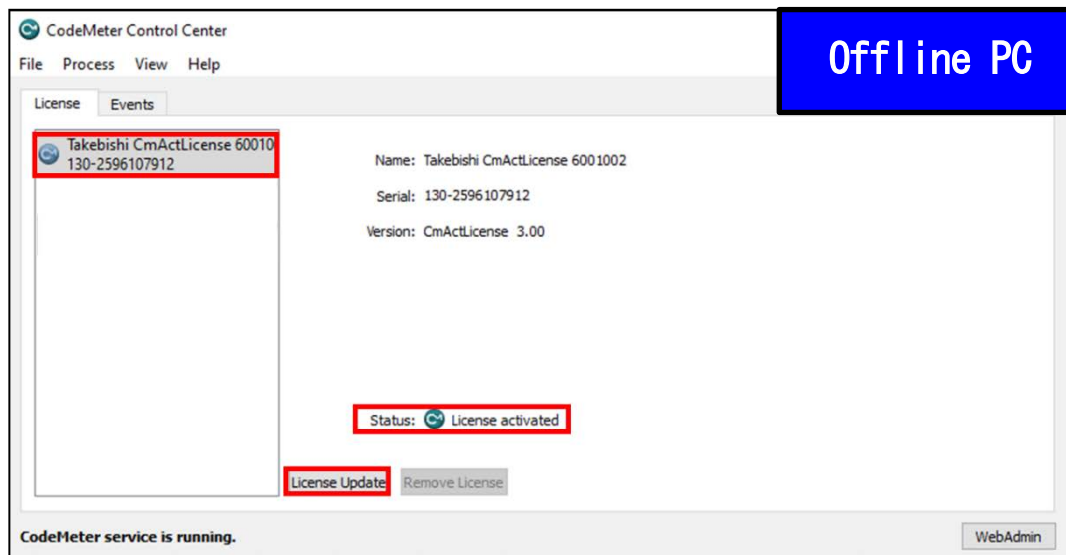 CodeMeter Control Center
Offline PC
File Process View Help
License Events
Takebishi CmActLicense 60010
130-2596107912
Name: Takebishi CmActLicense 6001002
Serial: 130-2596107912
Version: CmActLicense 3.00
Status: License activated
License Update Remove License
CodeMeter service is running. WebAdmin